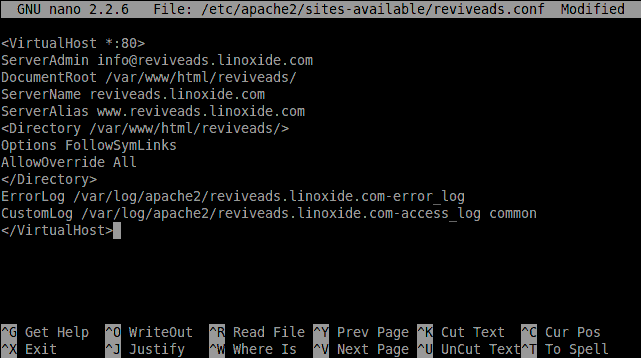 GNU nano 2.2.6 File: /etc/apache2/sites-available/reviveads.conf Modified
<VirtualHost *:80>
ServerAdmin info@reviveads.linoxide.com
DocumentRoot /var/www/html/reviveads/
ServerName reviveads.linoxide.com
ServerAlias www.reviveads.linoxide.com
<Directory /var/www/html/reviveads/>
Options FollowSymLinks
AllowOverride All
</Directory>
ErrorLog /var/log/apache2/reviveads.linoxide.com-error_log
CustomLog /var/log/apache2/reviveads.linoxide.com-access_log common
</VirtualHost>
^G Get Help ^O WriteOut ^R Read File ^Y Prev Page ^K Cut Text ^C Cur Pos
^X Exit ^J Justify ^W Where Is ^V Next Page ^U UnCut Text ^T To Spell